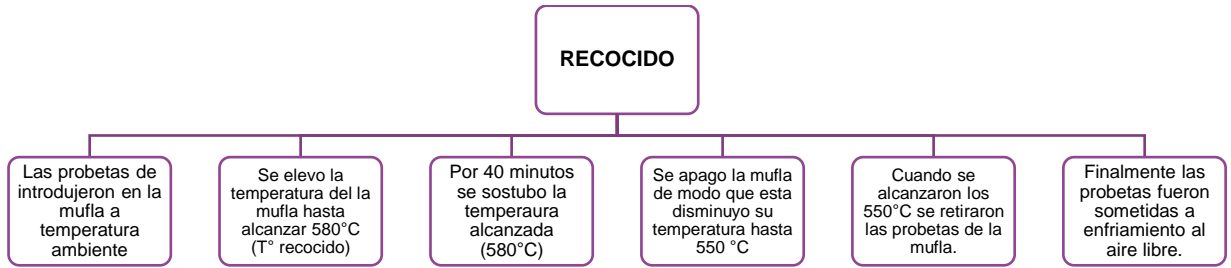 RECOCIDO
Las probetas de
introdujeron en la
mufla a
temperatura
ambiente
Se elevo la
temperatura del la
mufla hasta
alcanzar 580°C
(T° recocido)
Por 40 minutos
se sostubo la
temperaura
alcanzada
(580°C)
Se apago la mufla
de modo que esta
disminuyo su
temperatura hasta
550 °C
Cuando se
alcanzaron los
550°C se retiraron
las probetas de la
mufla.
Finalmente las
probetas fueron
sometidas a
enfriamiento al
aire libre.